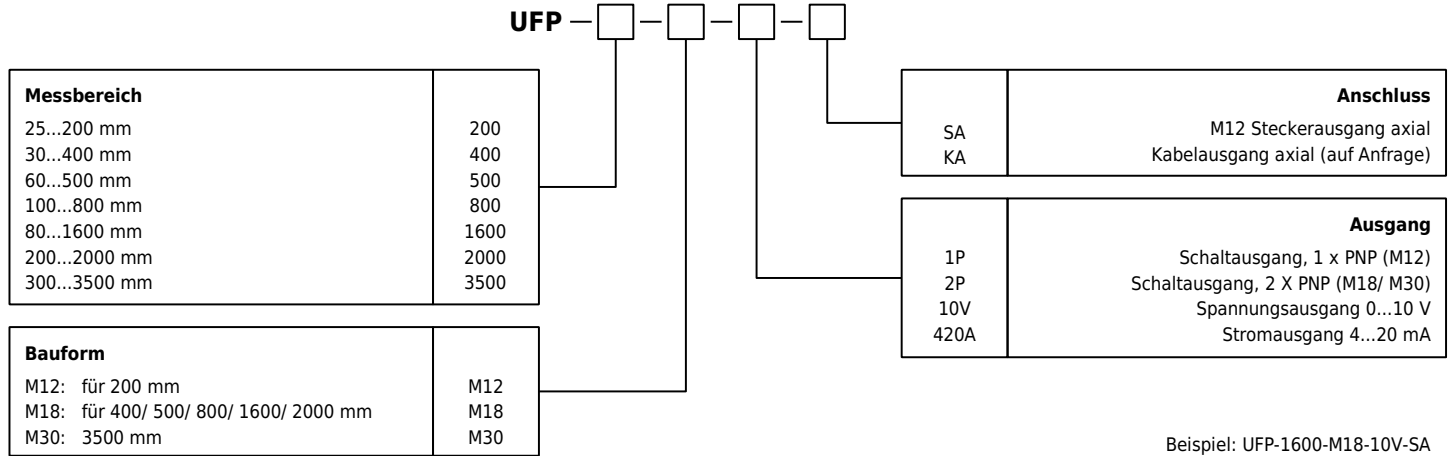 UFP
Messbereich
25...200 mm 200
30...400 mm 400
60...500 mm 500
100...800 mm 800
80...1600 mm 1600
200...2000 mm 2000
300...3500 mm 3500
Bauform
M12: für 200 mm M12
M18: für 400/ 500/ 800/ 1600/ 2000 mm M18
M30: 3500 mm M30
Anschluss
SA M12 Steckerausgang axial
KA Kabelausgang axial (auf Anfrage)
Ausgang
1P Schaltausgang, 1 x PNP (M12)
2P Schaltausgang, 2 X PNP (M18/ M30)
10V Spannungsausgang 0...10 V
420A Stromausgang 4...20 mA
Beispiel: UFP-1600-M18-10V-SA